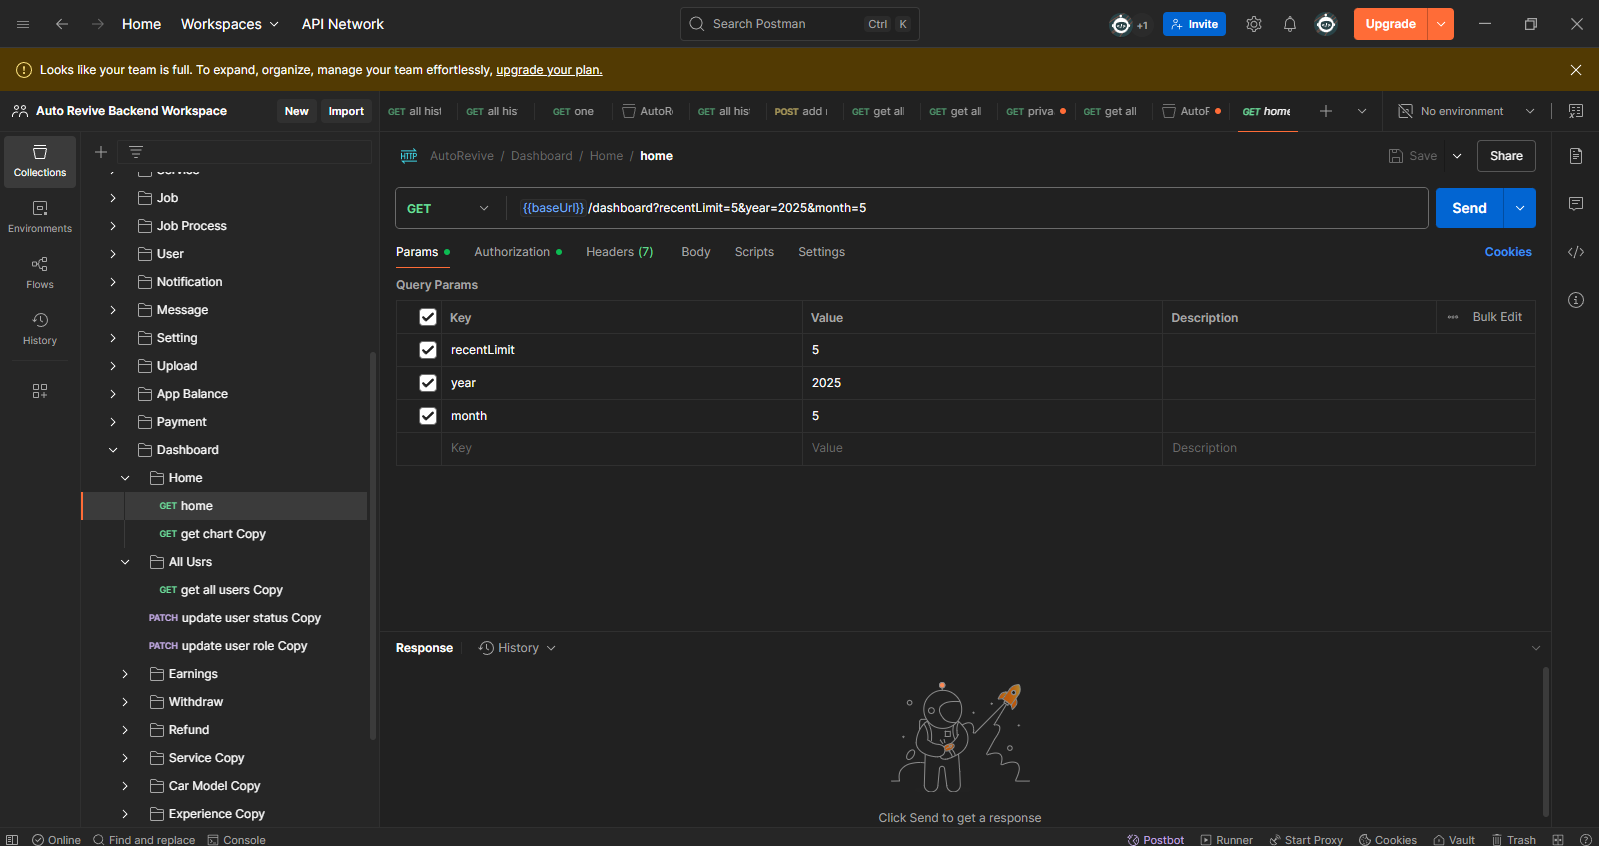 Home Workspaces API Network Search Postman Ctrl K +1 Invite Upgrade
Looks like your team is full. To expand, organize, manage your team effortlessly, upgrade your plan.
Auto Revive Backend Workspace New Import GET all hist GET all his GET one AutoR GET all his POST add GET get all GET get all GET priva GET get all AutoF GET home No environment
AutoRevive / Dashboard / Home / home Save Share
Collections
Environments
Flows
History
Service
Job
Job Process
User
Notification
Message
Setting
Upload
App Balance
Payment
Dashboard
Home
GET home
GET get chart Copy
All Usrs
GET get all users Copy
PATCH update user status Copy
PATCH update user role Copy
Earnings
Withdraw
Refund
Service Copy
Car Model Copy
Experience Copy
HTTP
GET {{baseUrl}} /dashboard?recentLimit=5&year=2025&month=5 Send
Params Authorization Headers (7) Body Scripts Settings Cookies
Query Params
Key Value Description Bulk Edit
recentLimit 5
year 2025
month 5
Key Value Description
Response History
Click Send to get a response
Online Find and replace Console Postbot Runner Start Proxy Cookies Vault Trash